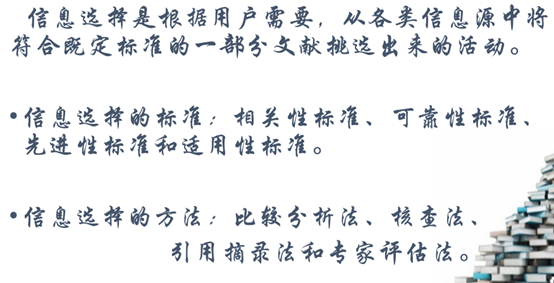 信息选择是根据用户需要，从各类信息源中将
符合既定标准的一部分文献挑选出来的活动。
•信息选择的标准：相关性标准、可靠性标准、
先进性标准和适用性标准。
•信息选择的方法：比较分析法、核查法、
引用摘录法和专家评估法。